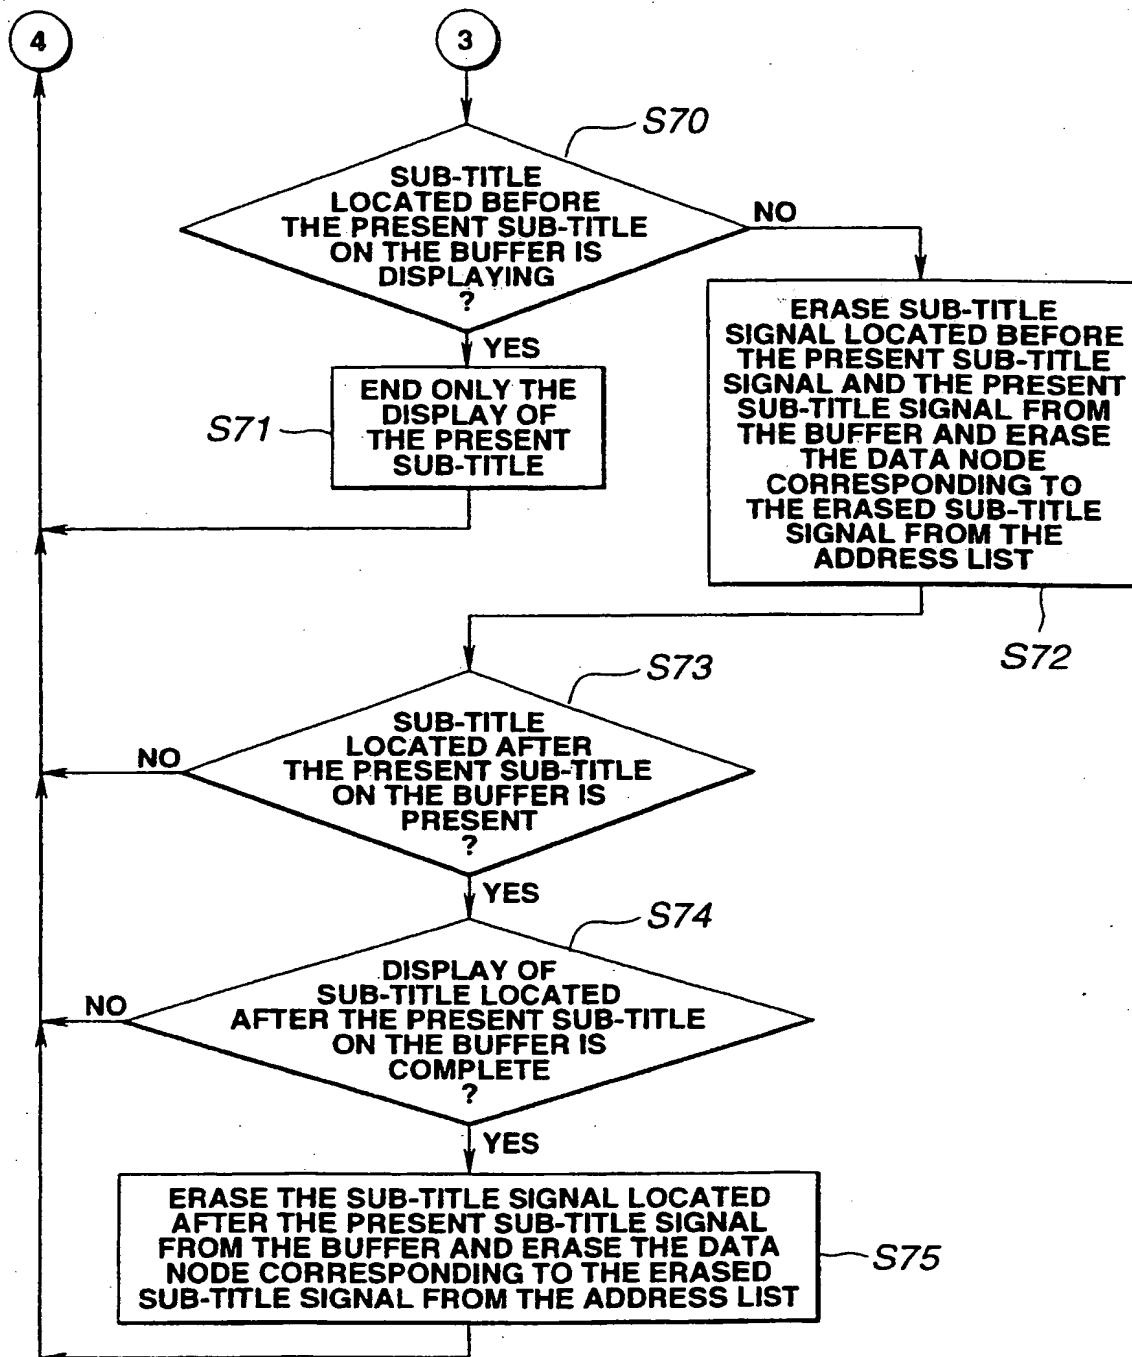 4
3
S70
SUB-TITLE
LOCATED BEFORE
THE PRESENT SUB-TITLE
ON THE BUFFER IS
DISPLAYING
?
NO
YES
END ONLY THE
DISPLAY OF
THE PRESENT
SUB-TITLE
S71
ERASE SUB-TITLE
SIGNAL LOCATED BEFORE
THE PRESENT SUB-TITLE
SIGNAL AND THE PRESENT
SUB-TITLE SIGNAL FROM
THE BUFFER AND ERASE
THE DATA NODE
CORRESPONDING TO
THE ERASED SUB-TITLE
SIGNAL FROM THE
ADDRESS LIST
S72
S73
SUB-TITLE
LOCATED AFTER
THE PRESENT SUB-TITLE
ON THE BUFFER IS
PRESENT
?
NO
YES
S74
DISPLAY OF
SUB-TITLE LOCATED
AFTER THE PRESENT SUB-TITLE
ON THE BUFFER IS
COMPLETE
?
NO
YES
ERASE THE SUB-TITLE SIGNAL LOCATED
AFTER THE PRESENT SUB-TITLE SIGNAL
FROM THE BUFFER AND ERASE THE DATA
NODE CORRESPONDING TO THE ERASED
SUB-TITLE SIGNAL FROM THE ADDRESS LIST
S75